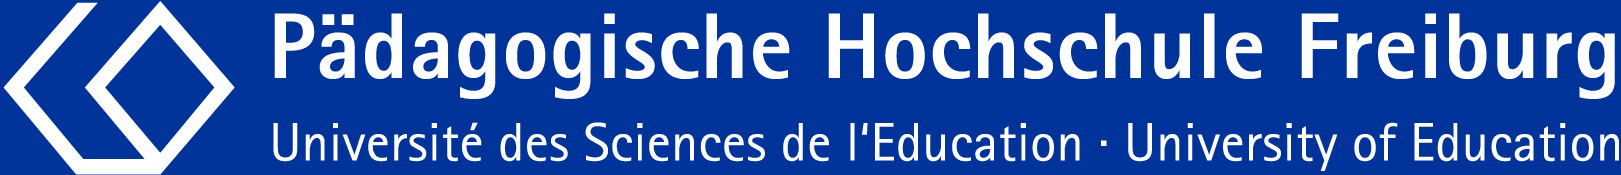 Pädagogische Hochschule Freiburg
Université des Sciences de l‘Education · University of Education